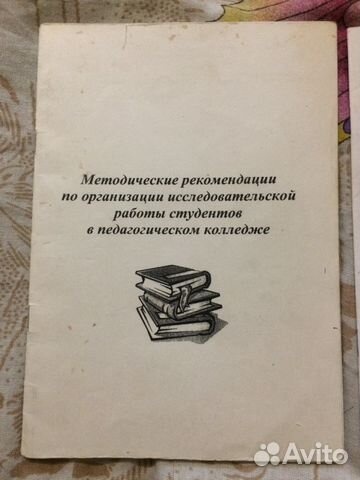 Методические рекомендации
по организации исследовательской
работы студентов
в педагогическом колледже
Avito